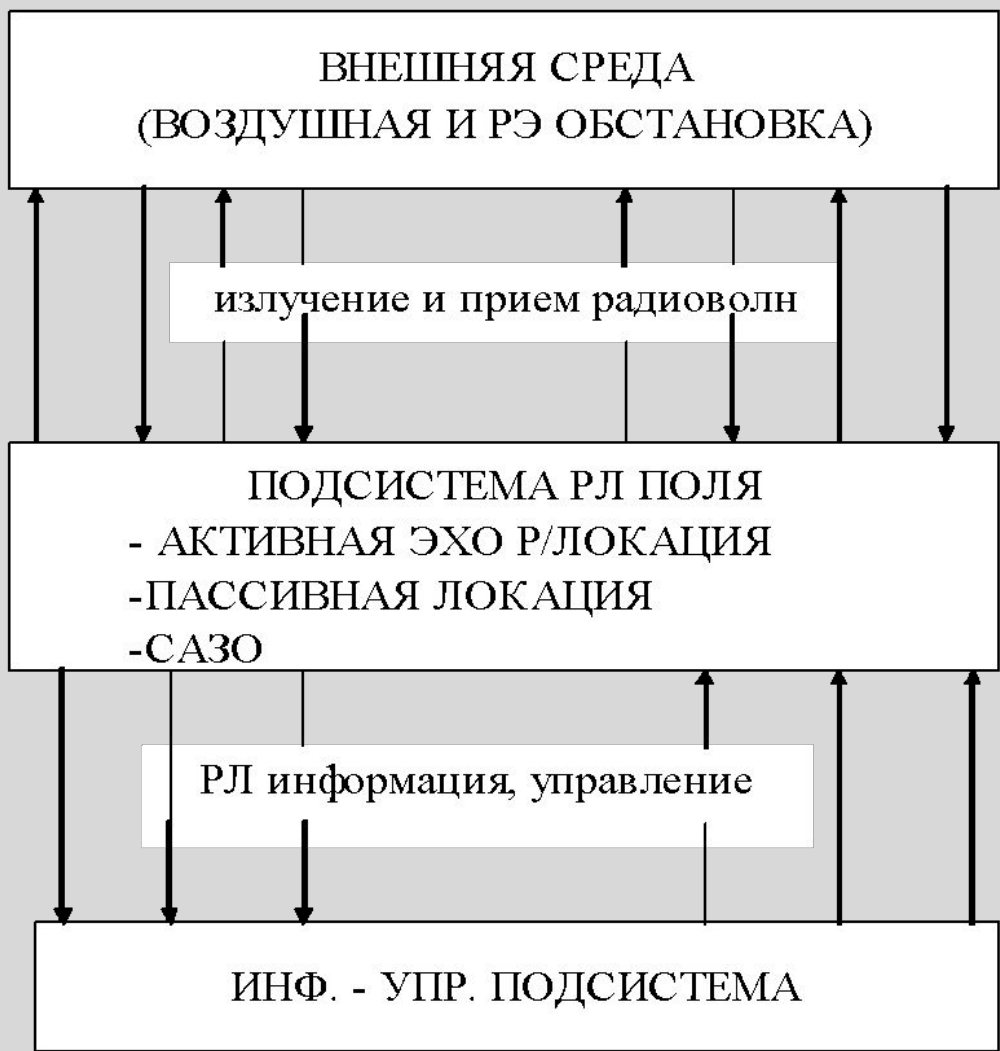 ВНЕШНЯЯ СРЕДА
(ВОЗДУШНАЯ И РЭ ОБСТАНОВКА)
излучение и прием радиоволн
ПОДСИСТЕМА РЛ ПОЛЯ
- АКТИВНАЯ ЭХО Р/ЛОКАЦИЯ
-ПАССИВНАЯ ЛОКАЦИЯ
-САЗО
РЛ информация, управление
ИНФ. - УПР. ПОДСИСТЕМА